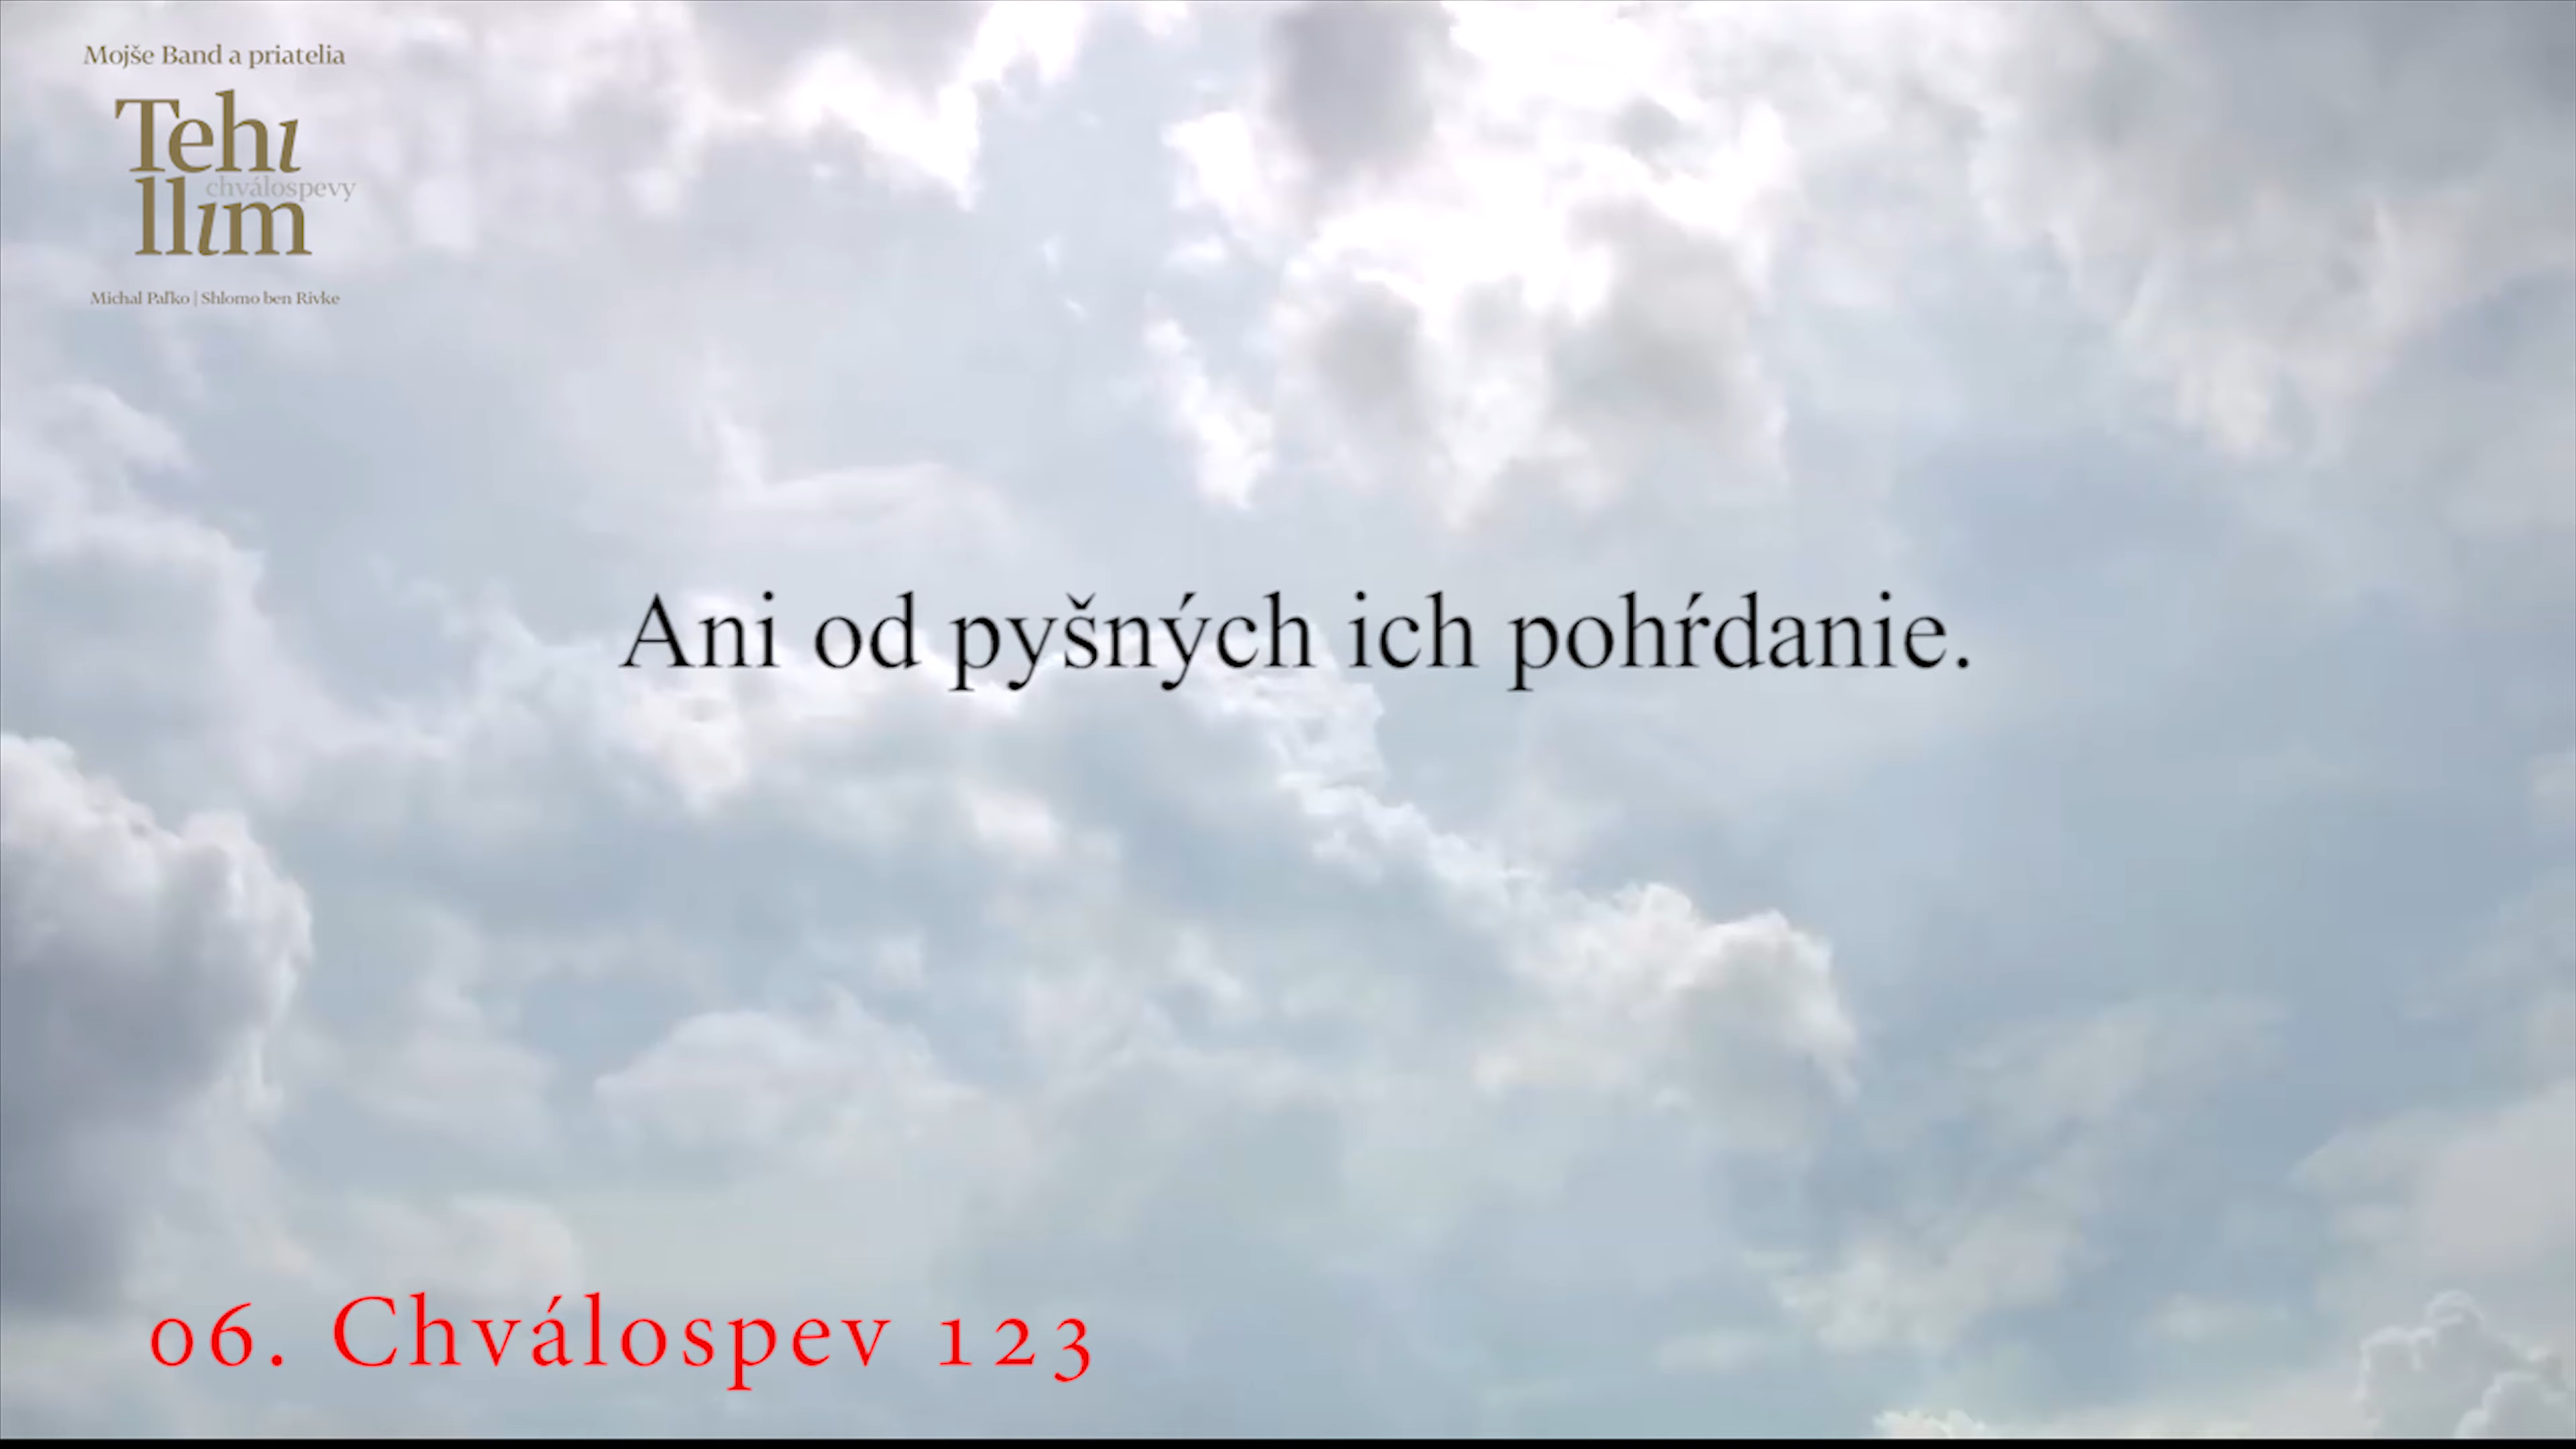 Mojše Band a priatelia
Tehi
chválospevy
llim
Michal Paľko | Shlomo ben Rivke
Ani od pyšných ich pohŕdanie.
06. Chválospev 123